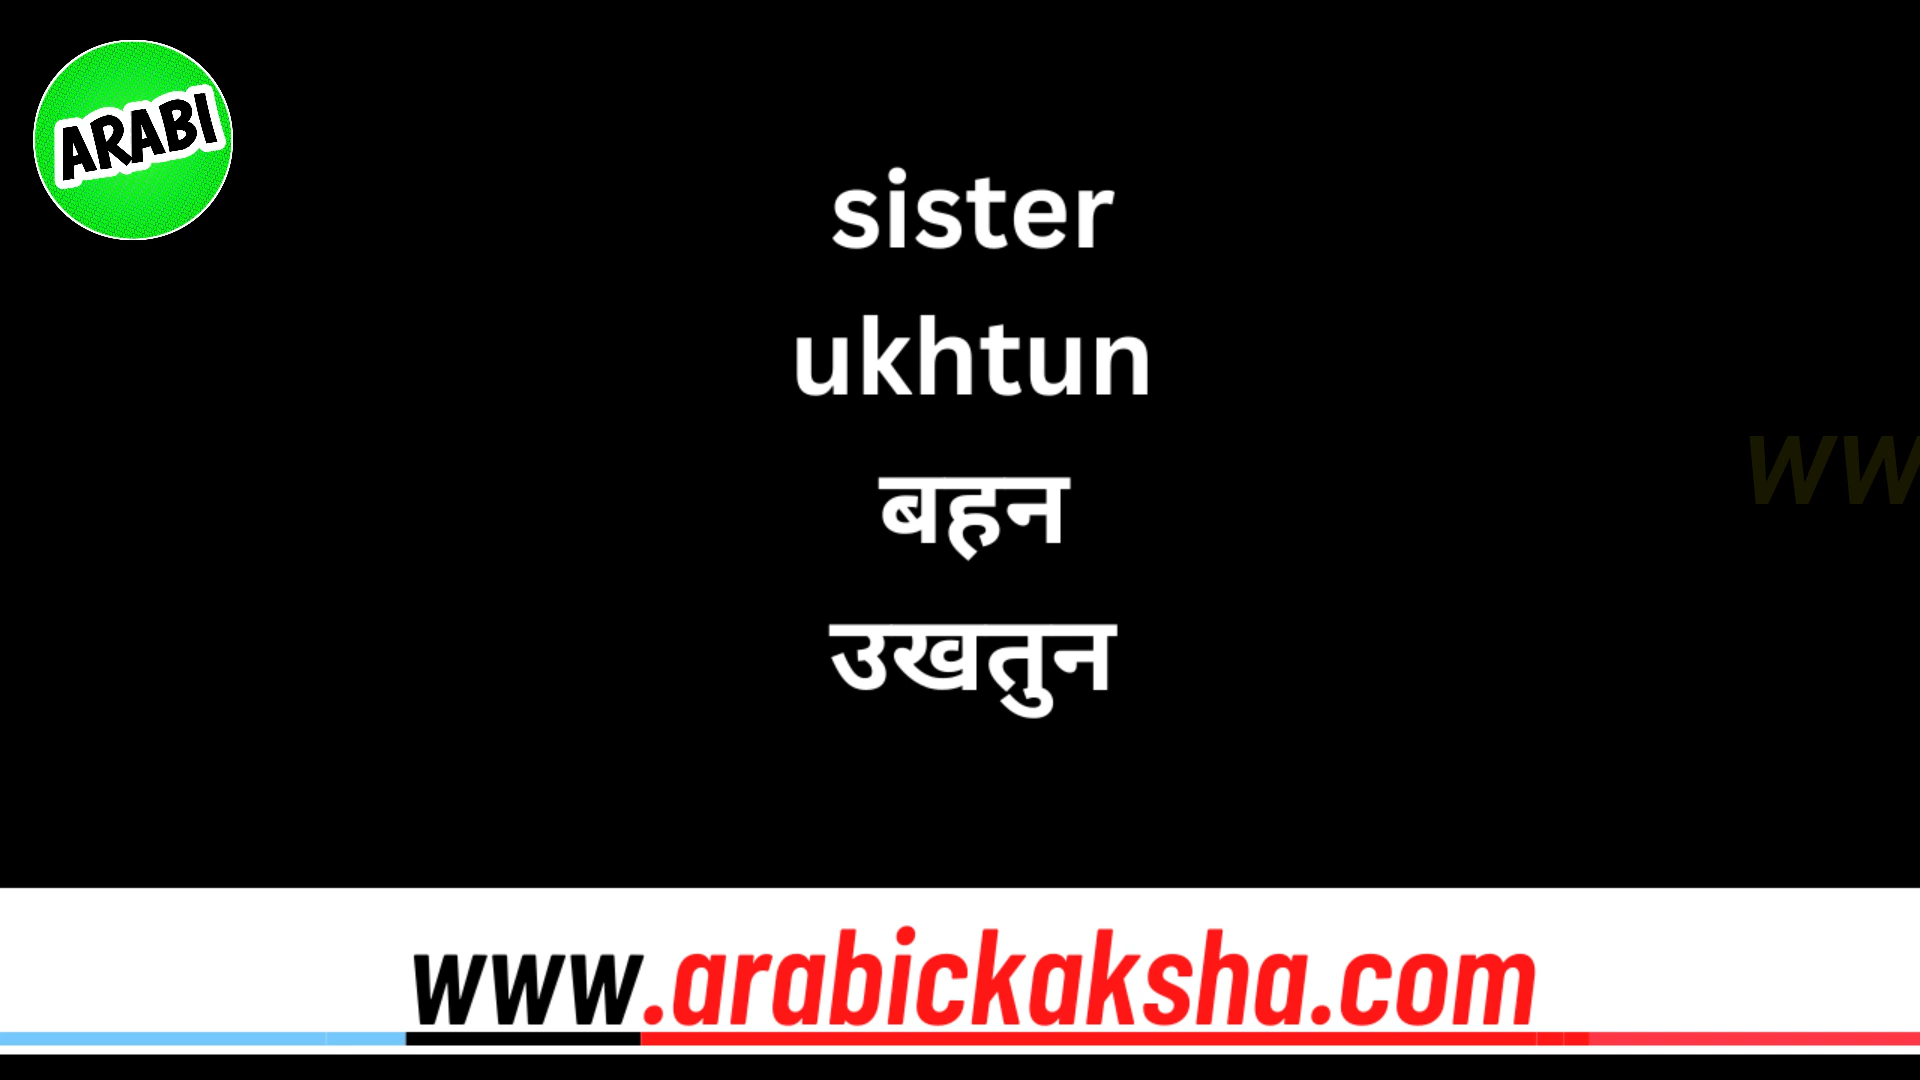 ARABI
sister
ukhtun
बहन
उखतुन
www.arabickaksha.com